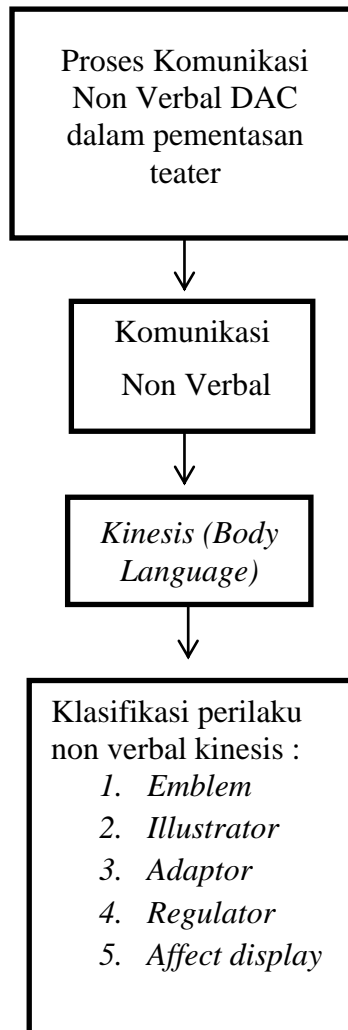 Proses Komunikasi
Non Verbal DAC
dalam pementasan
teater
Komunikasi
Non Verbal
Kinesis (Body
Language)
Klasifikasi perilaku
non verbal kinesis :
1. Emblem
2. Illustrator
3. Adaptor
4. Regulator
5. Affect display